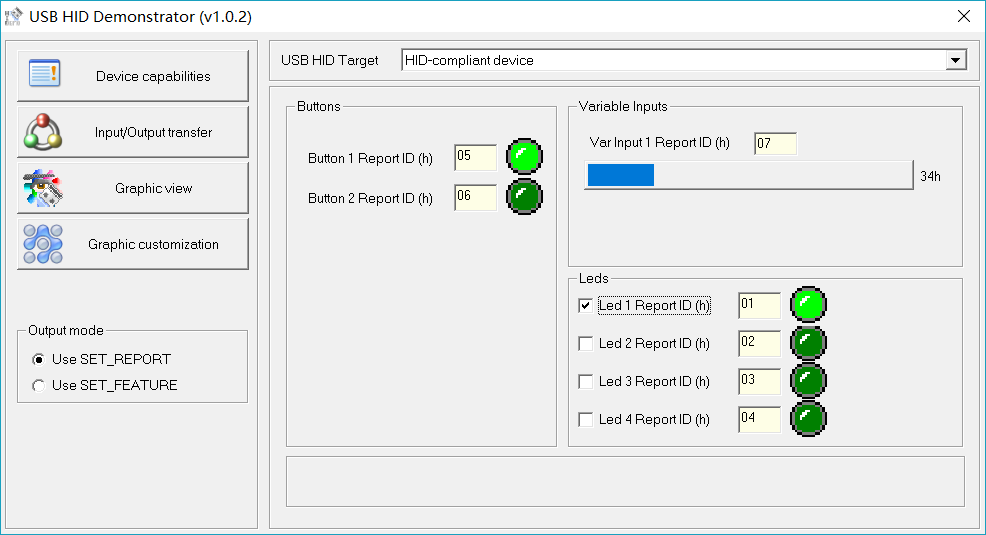 USB HID Demonstrator (v1.0.2)
Device capabilities
Input/Output transfer
Graphic view
Graphic customization
Output mode
Use SET_REPORT
Use SET_FEATURE
USB HID Target HID-compliant device
Buttons
Button 1 Report ID (h) 05
Button 2 Report ID (h) 06
Variable Inputs
Var Input 1 Report ID (h) 07
34h
Leds
Led 1 Report ID (h) 01
Led 2 Report ID (h) 02
Led 3 Report ID (h) 03
Led 4 Report ID (h) 04